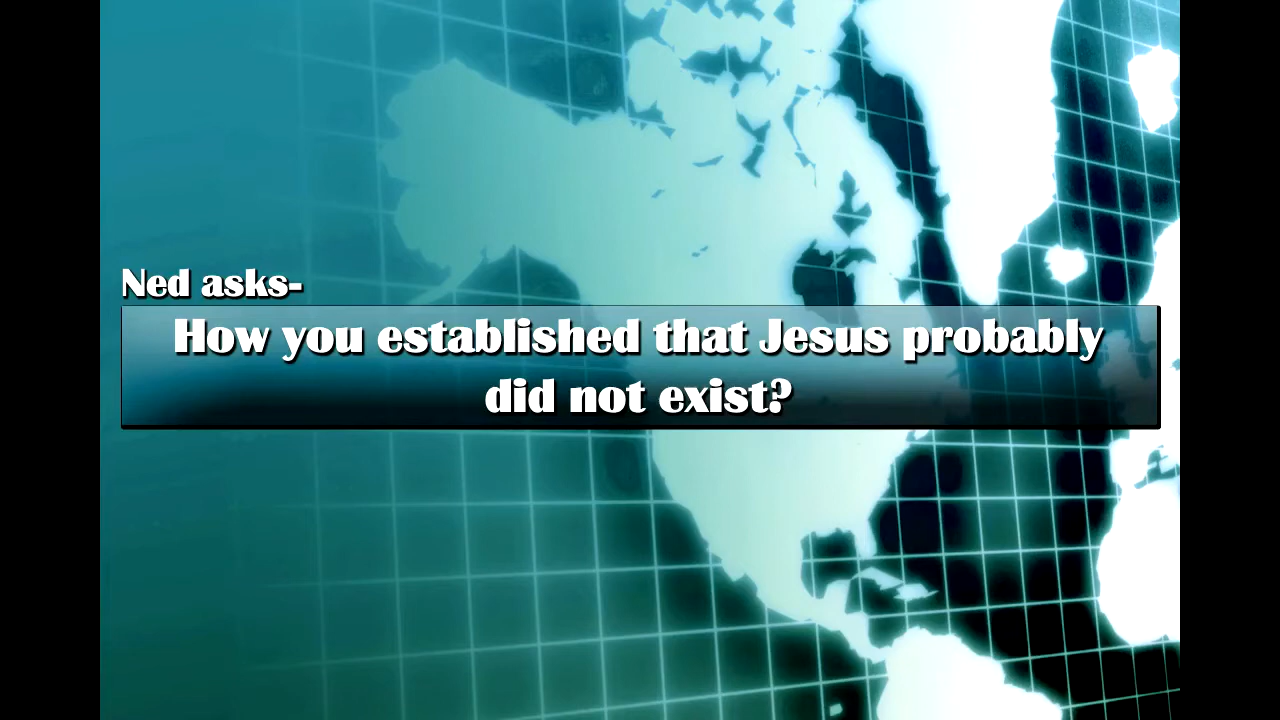 Ned asks-
How you established that Jesus probably
did not exist?